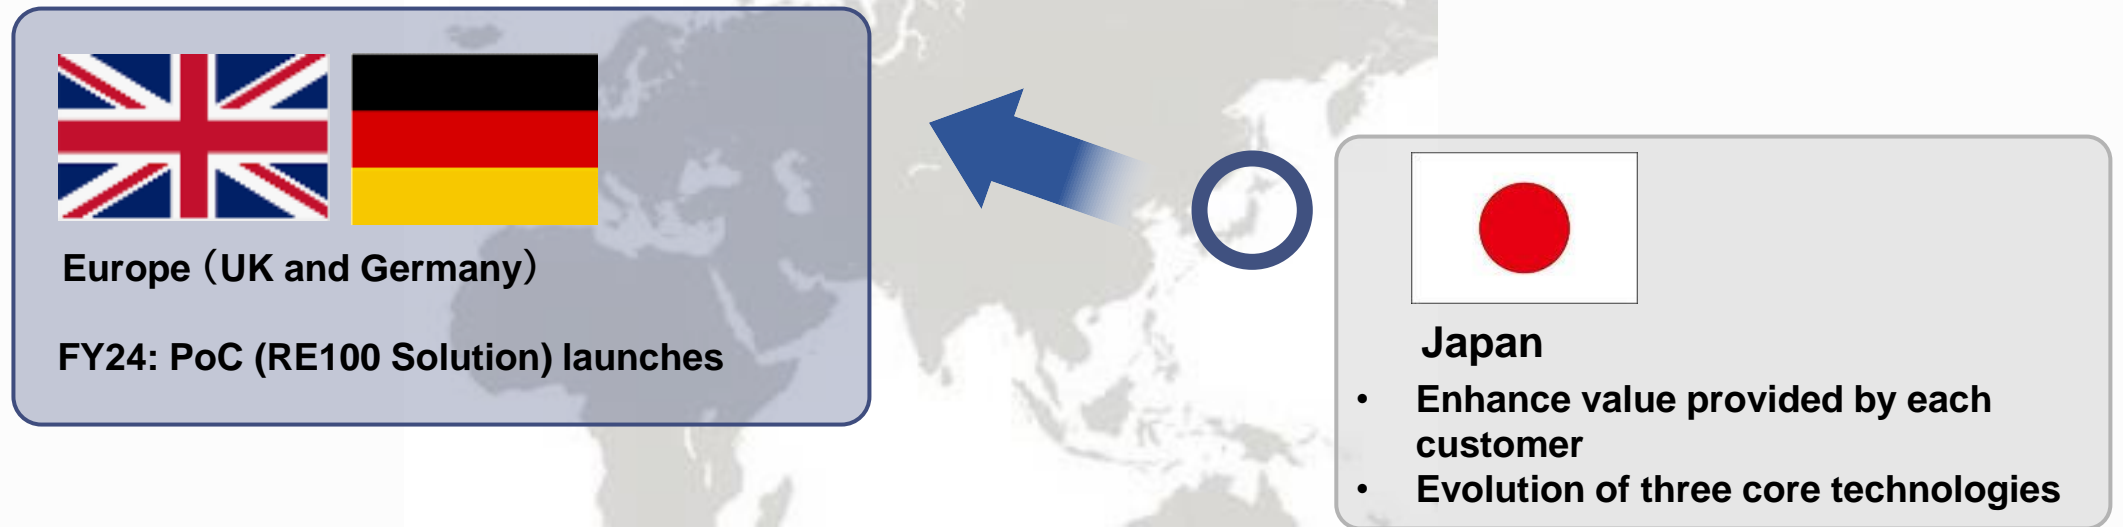 Europe（UK and Germany）
FY24: PoC (RE100 Solution) launches
Japan
• Enhance value provided by each
customer
• Evolution of three core technologies